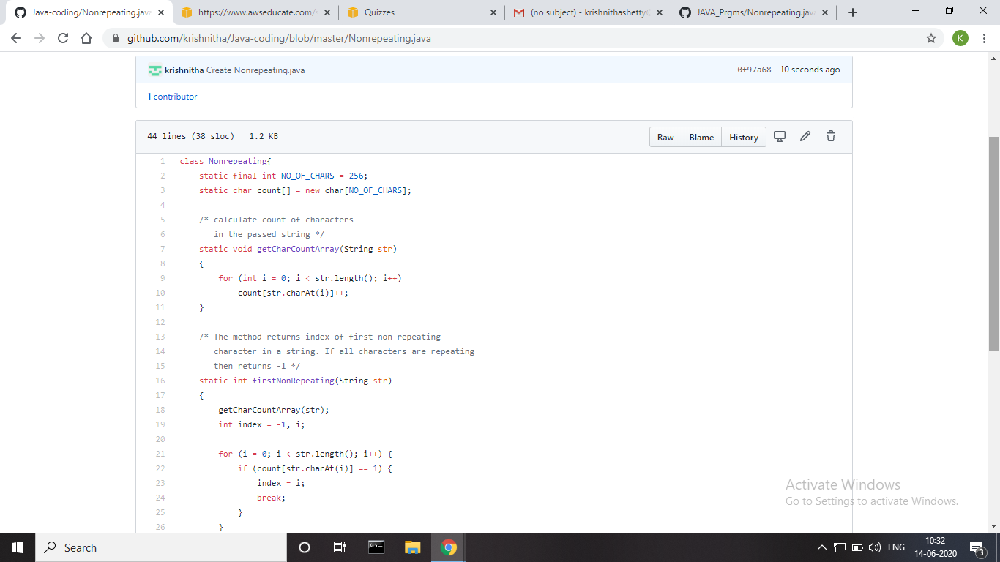 Java-coding/Nonrepeating.java
https://www.awseducate.com/s
Quizzes
(no subject) - krishnithashetty@
JAVA_Prgms/Nonrepeating.java
github.com/krishnitha/Java-coding/blob/master/Nonrepeating.java
K
krishnitha Create Nonrepeating.java
0f97a68 10 seconds ago
1 contributor
44 lines (38 sloc) 1.2 KB
Raw Blame History
1 class Nonrepeating{
2 static final int NO_OF_CHARS = 256;
3 static char count[] = new char[NO_OF_CHARS];
4
5 /* calculate count of characters
6 in the passed string */
7 static void getCharCountArray(String str)
8 {
9 for (int i = 0; i < str.length(); i++)
10 count[str.charAt(i)]++;
11 }
12
13 /* The method returns index of first non-repeating
14 character in a string. If all characters are repeating
15 then returns -1 */
16 static int firstNonRepeating(String str)
17 {
18 getCharCountArray(str);
19 int index = -1, i;
20
21 for (i = 0; i < str.length(); i++) {
22 if (count[str.charAt(i)] == 1) {
23 index = i;
24 break;
25 }
26 }
Activate Windows
Go to Settings to activate Windows.
Search
ENG
10:32
14-06-2020
3